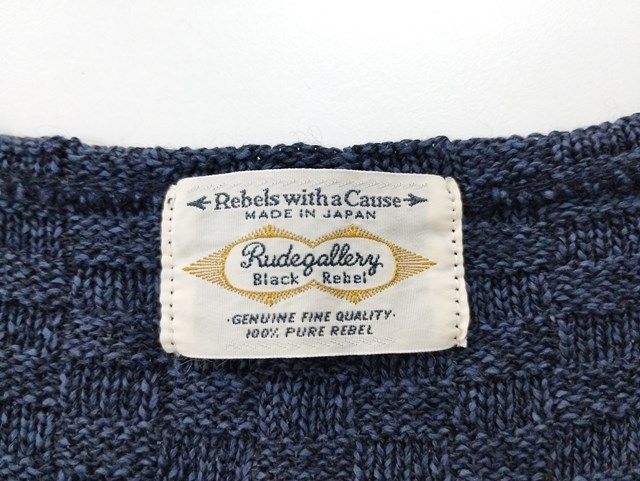 Rebels with a Cause
MADE IN JAPAN
Rudegallery
Black Rebel
·GENUINE FINE QUALITY·
100% PURE REBEL